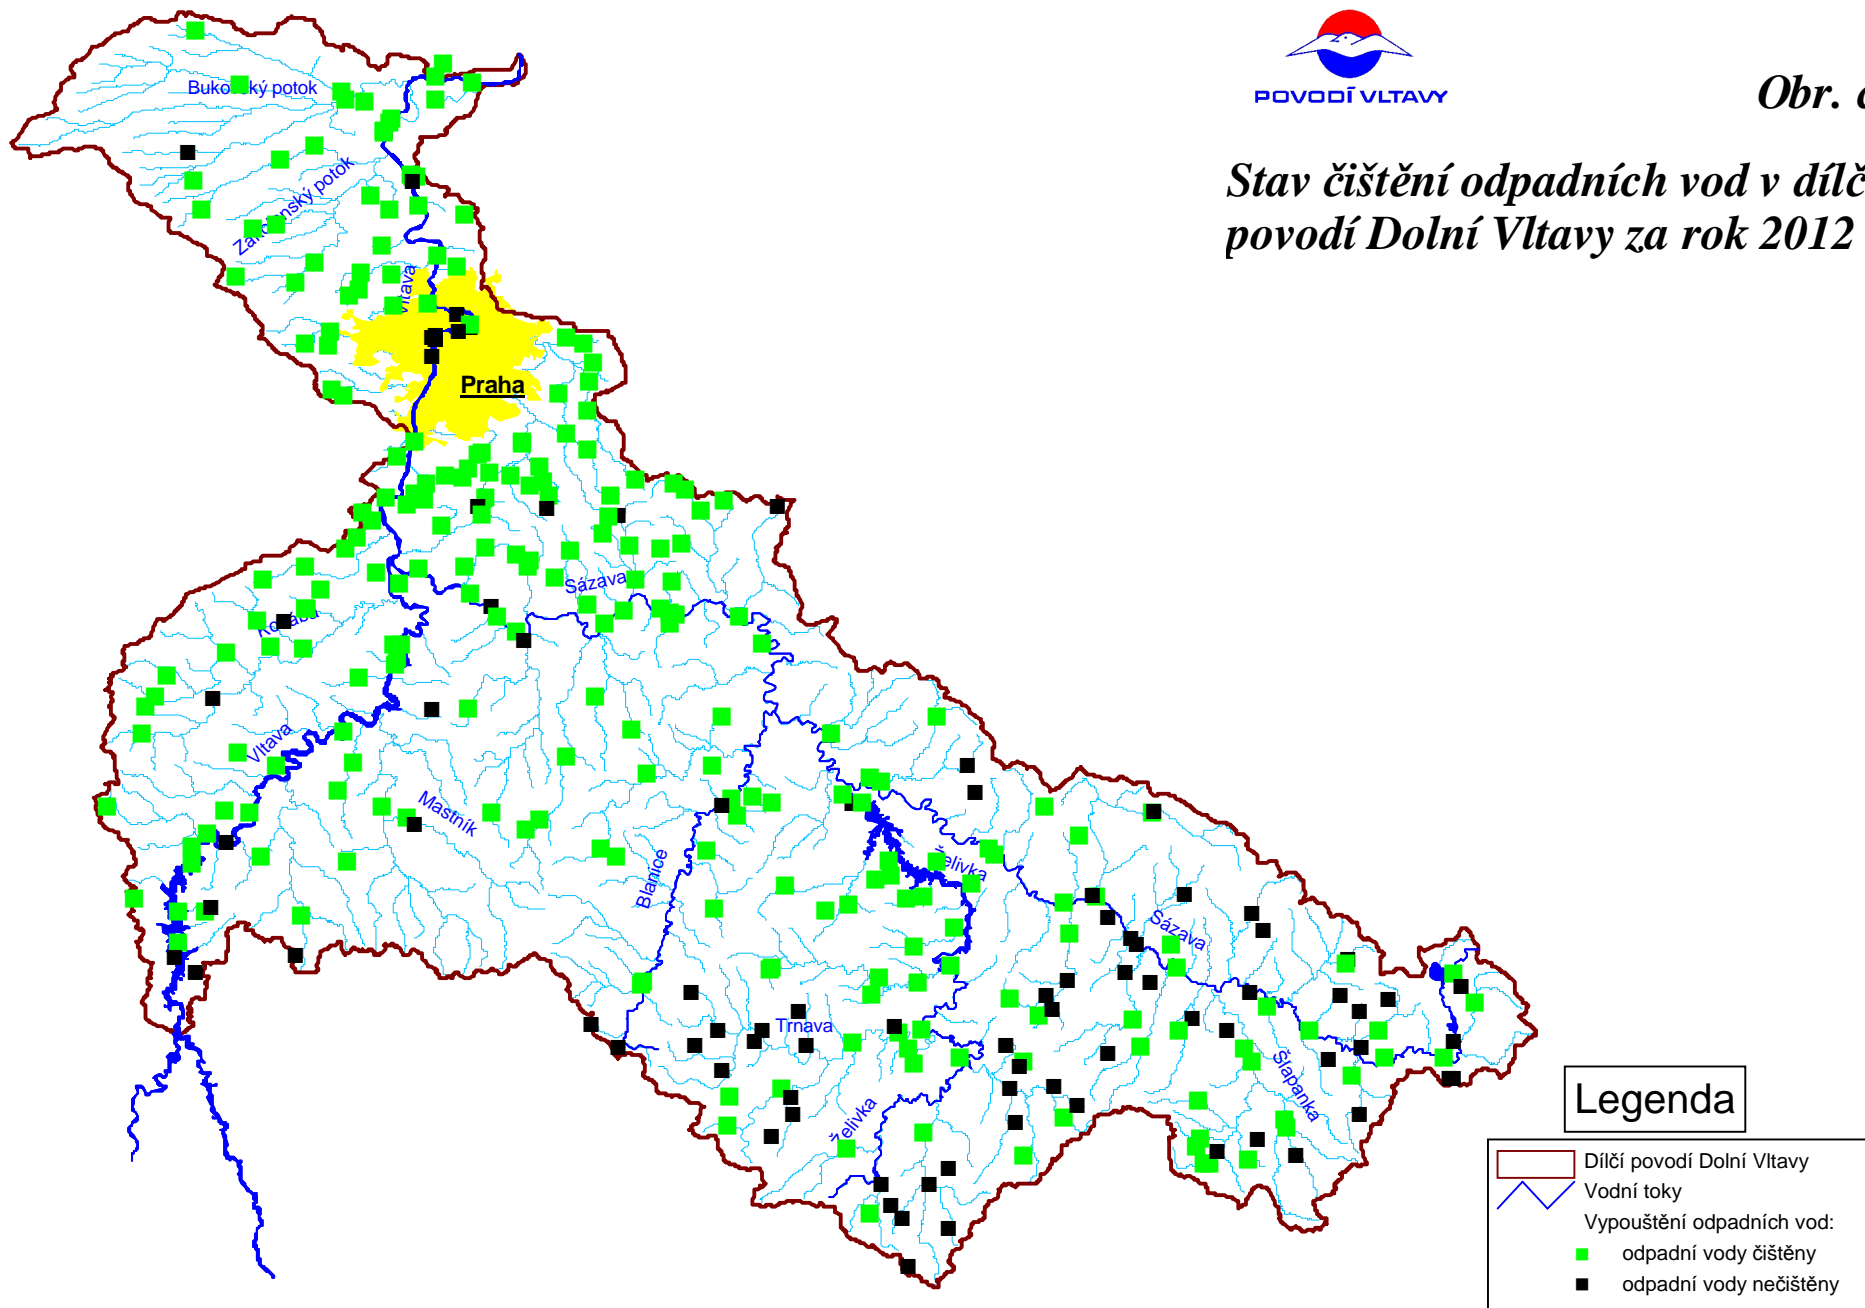 POVODÍ VLTAVY
Obr. č
Stav čištění odpadních vod v dílč
povodí Dolní Vltavy za rok 2012
potok
Zákolanský potok
Vltava
Praha
Sázava
Vltava
Mastník
Blanice
Želivka
Sázava
Trnava
Šlapanka
Želivka
Legenda
Dílčí povodí Dolní Vltavy
Vodní toky
Vypouštění odpadních vod:
odpadní vody čištěny
odpadní vody nečištěny